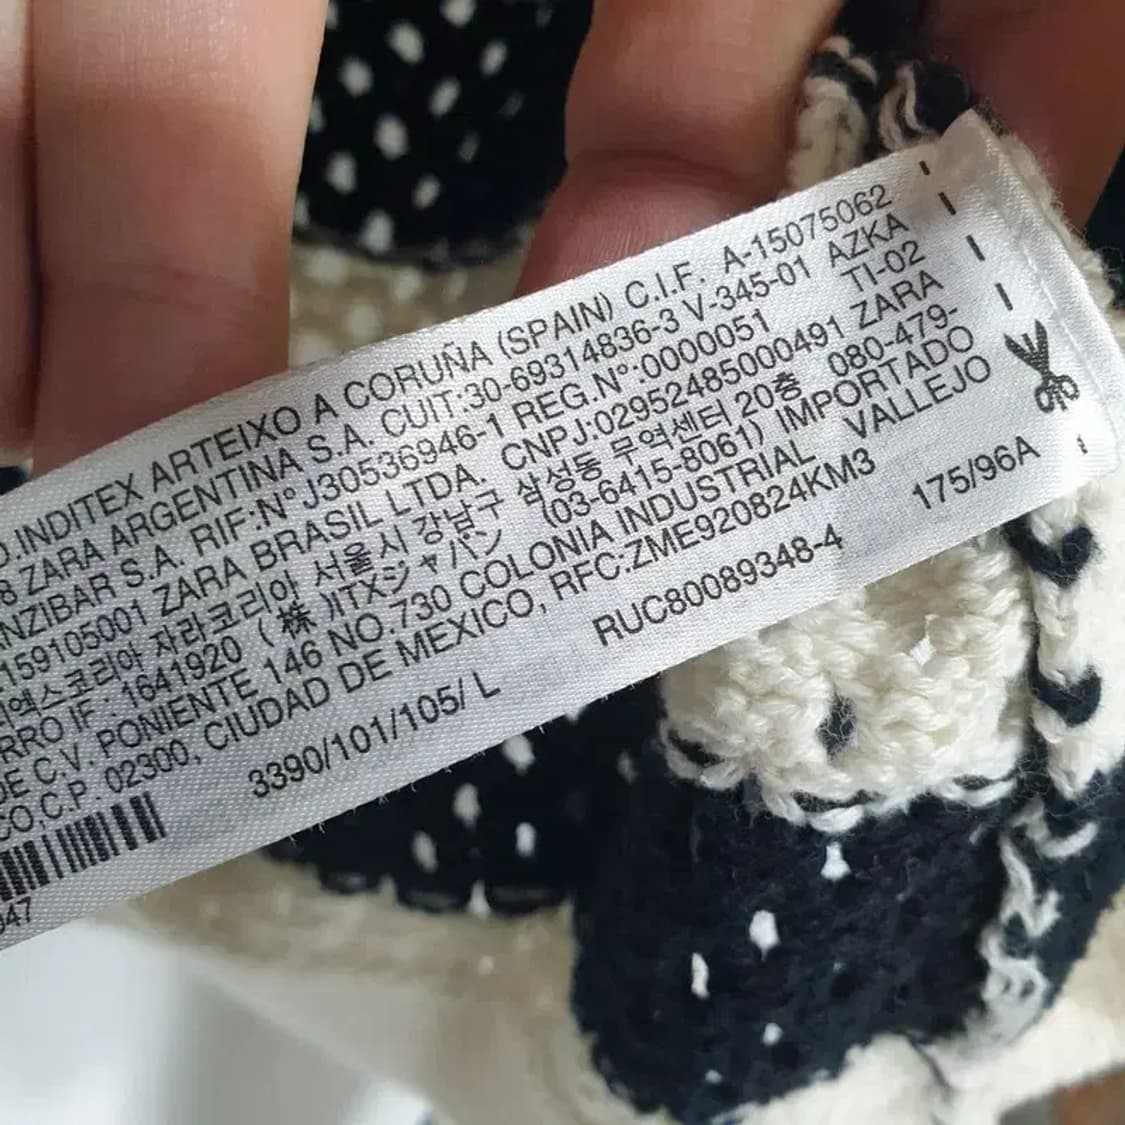 .INDITEX ARTEIXO A CORUÑA (SPAIN) C.I.F. A-15075062
8 ZARA ARGENTINA S.A. CUIT:30-69314836-3 V-345-01 AZKA
NZIBAR S.A. RIF:N°J30536946-1 REG.N°:0000051 TI-02
159105001 ZARA BRASIL LTDA. CNPJ:02952485000491 ZARA
엑스코리아 자라코리아 서울시 강남구 삼성동 무역센터 20층 080-479-
RRO IF: 1641920 (株)ITXジャパン (03-6415-8061) IMPORTADO
DE C.V. PONIENTE 146 NO.730 COLONIA INDUSTRIAL VALLEJO
CO.C.P. 02300, CIUDAD DE MEXICO, RFC:ZME920824KM3
3390/101/105/ L RUC80089348-4 175/96A
047